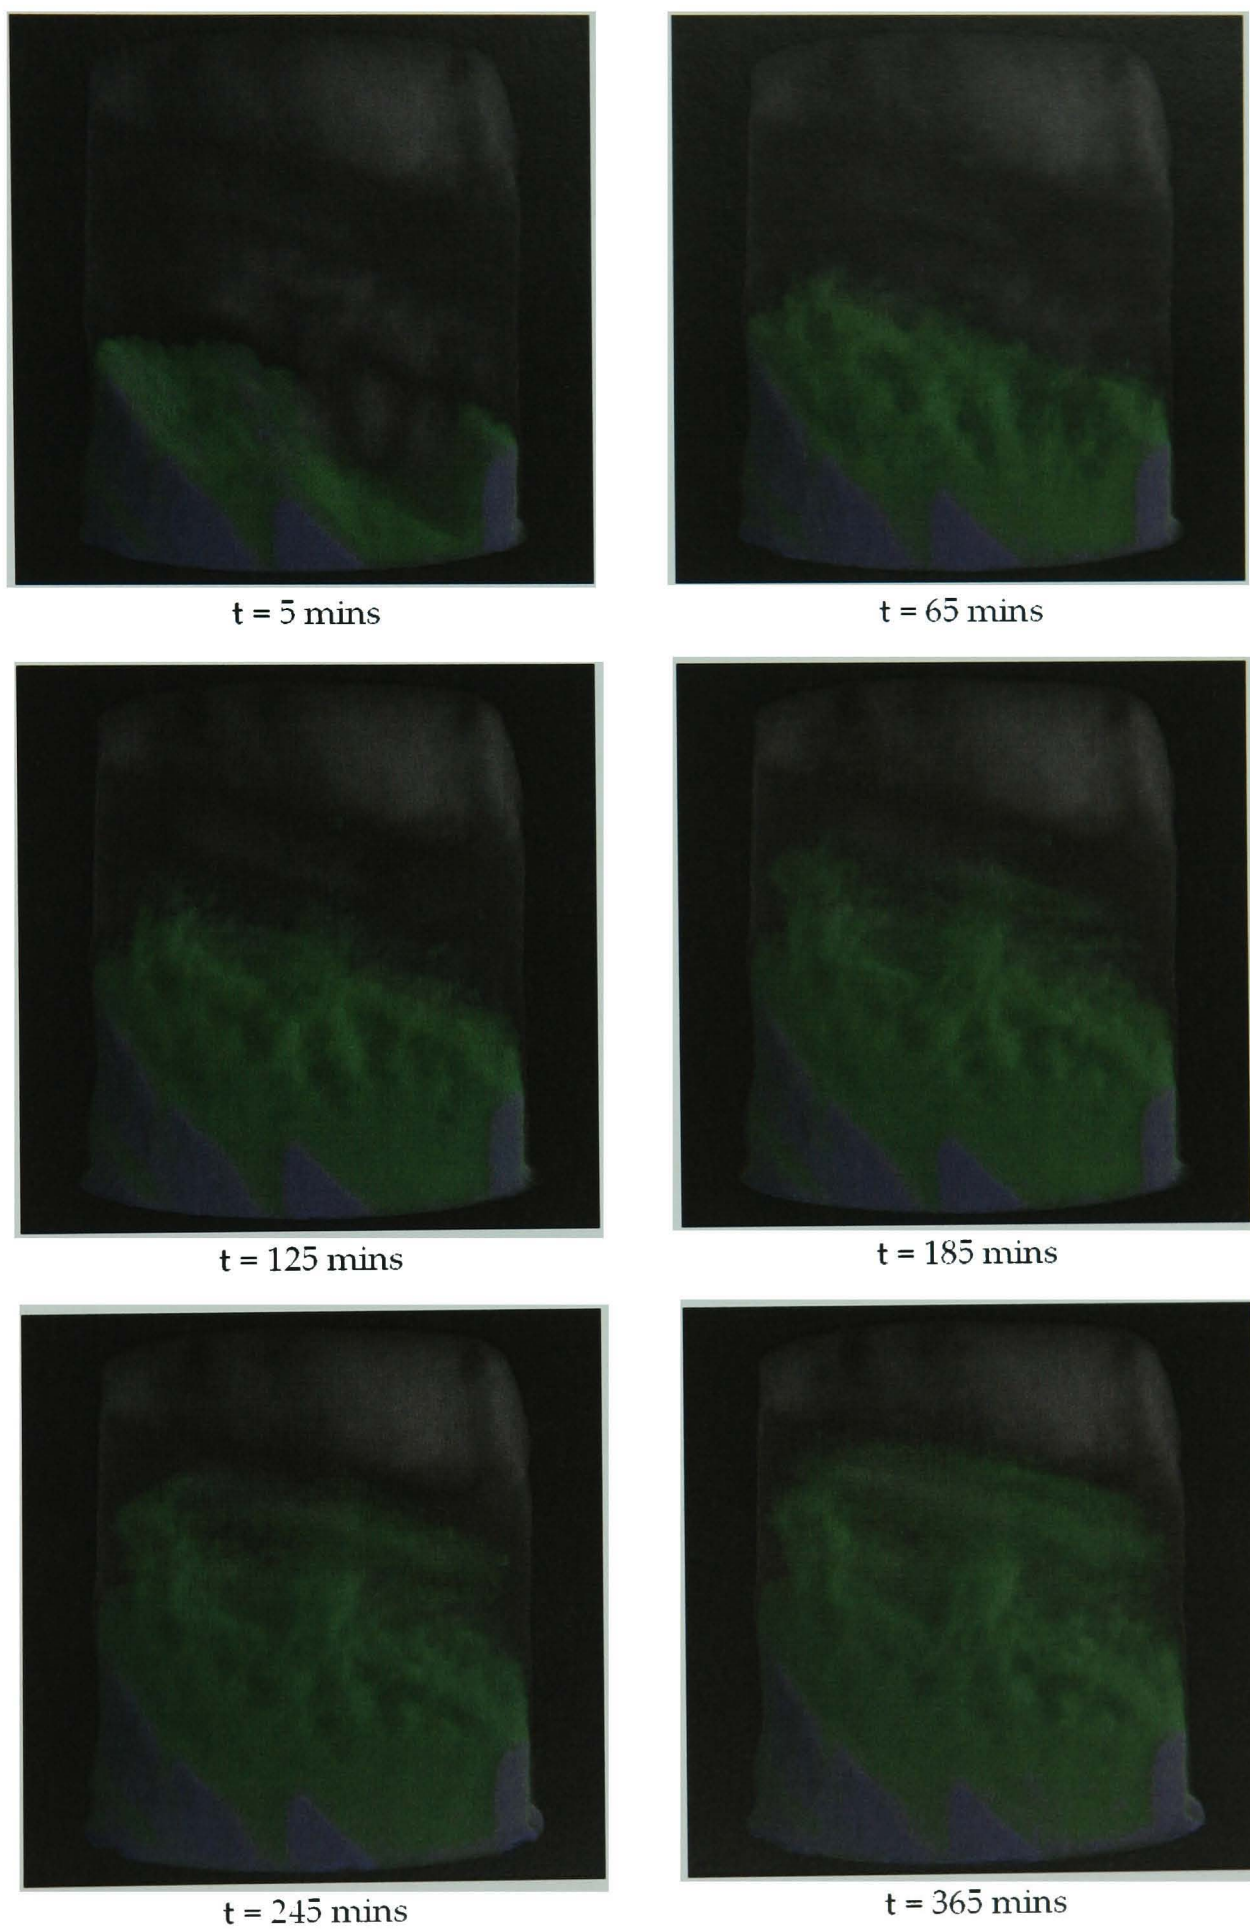 t = 5 mins
t = 65 mins
t = 125 mins
t = 185 mins
t = 245 mins
t = 365 mins